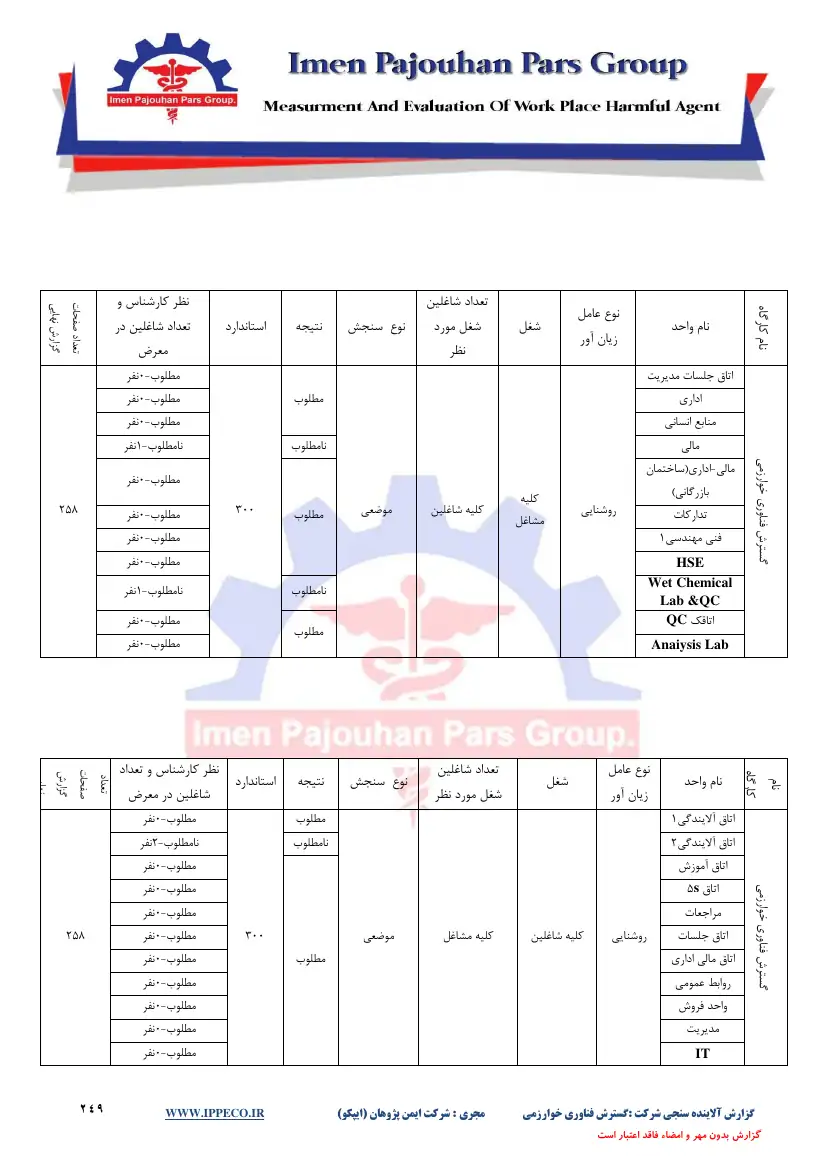 Imen Pajouhan Pars Group
Imen Pajouhan Pars Group.
Measurment And Evaluation Of Work Place Harmful Agent
نام کارگاه
نام واحد
نوع عامل
زیان آور
شغل
تعداد شاغلین
شغل مورد
نظر
نوع سنجش
نتیجه
استاندارد
نظر کارشناس و
تعداد شاغلین در
معرض
تعداد صفحات
گزارش نهایی
گسترش فناوری خوارزمی
اتاق جلسات مدیریت
اداری
منابع انسانی
مالی
مالی-اداری(ساختمان
بازرگانی)
تدارکات
فنی مهندسی۱
HSE
Wet Chemical
Lab &QC
اتاقک QC
Anaiysis Lab
روشنایی
کلیه
مشاغل
کلیه شاغلین
موضعی
مطلوب
نامطلوب
مطلوب
نامطلوب
مطلوب
۳۰۰
مطلوب-۰نفر
مطلوب-۰نفر
مطلوب-۰نفر
نامطلوب-۱نفر
مطلوب-۰نفر
مطلوب-۰نفر
مطلوب-۰نفر
مطلوب-۰نفر
نامطلوب-۱نفر
مطلوب-۰نفر
مطلوب-۰نفر
۲۵۸
Imen Pajouhan Pars Group.
نام
کارگاه
نام واحد
نوع عامل
زیان آور
شغل
تعداد شاغلین
شغل مورد نظر
نوع سنجش
نتیجه
استاندارد
نظر کارشناس و تعداد
شاغلین در معرض
تعداد
صفحات
گزارش
گسترش فناوری خوارزمی
اتاق آلایندگی۱
اتاق آلایندگی۲
اتاق آموزش
اتاق ۵s
مراجعات
اتاق جلسات
اتاق مالی اداری
روابط عمومی
واحد فروش
مدیریت
IT
روشنایی
کلیه شاغلین
کلیه مشاغل
موضعی
مطلوب
نامطلوب
مطلوب
۳۰۰
مطلوب-۰نفر
نامطلوب-۲نفر
مطلوب-۰نفر
مطلوب-۰نفر
مطلوب-۰نفر
مطلوب-۰نفر
مطلوب-۰نفر
مطلوب-۰نفر
مطلوب-۰نفر
مطلوب-۰نفر
مطلوب-۰نفر
۲۵۸
گزارش آلاینده سنجی شرکت :گسترش فناوری خوارزمی مجری : شرکت ایمن پژوهان (ایپکو) WWW.IPPECO.IR ۲۴۹
گزارش بدون مهر و امضاء فاقد اعتبار است